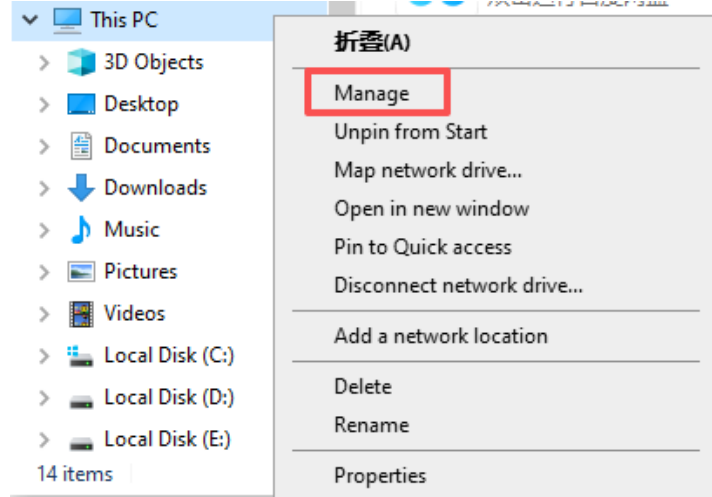 This PC
3D Objects
Desktop
Documents
Downloads
Music
Pictures
Videos
Local Disk (C:)
Local Disk (D:)
Local Disk (E:)
14 items
折叠(A)
Manage
Unpin from Start
Map network drive...
Open in new window
Pin to Quick access
Disconnect network drive...
Add a network location
Delete
Rename
Properties